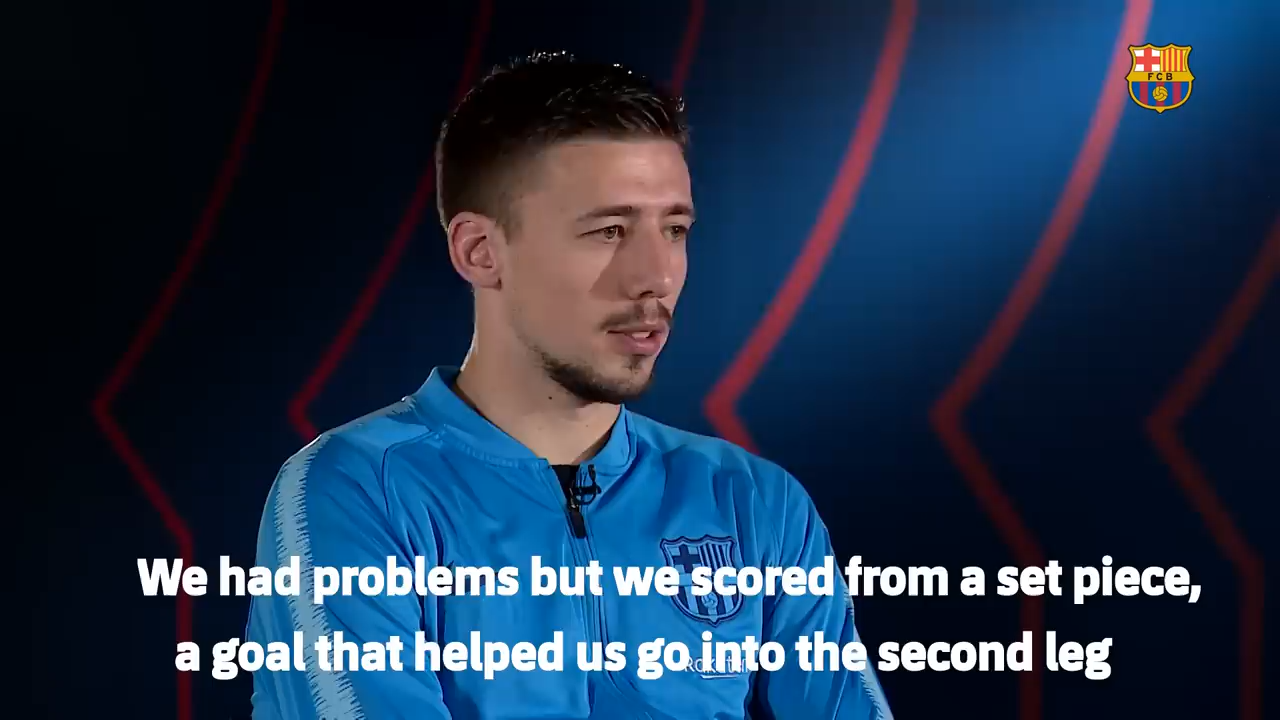 FCB
We had problems but we scored from a set piece,
a goal that helped us go into the second leg
Rakuten